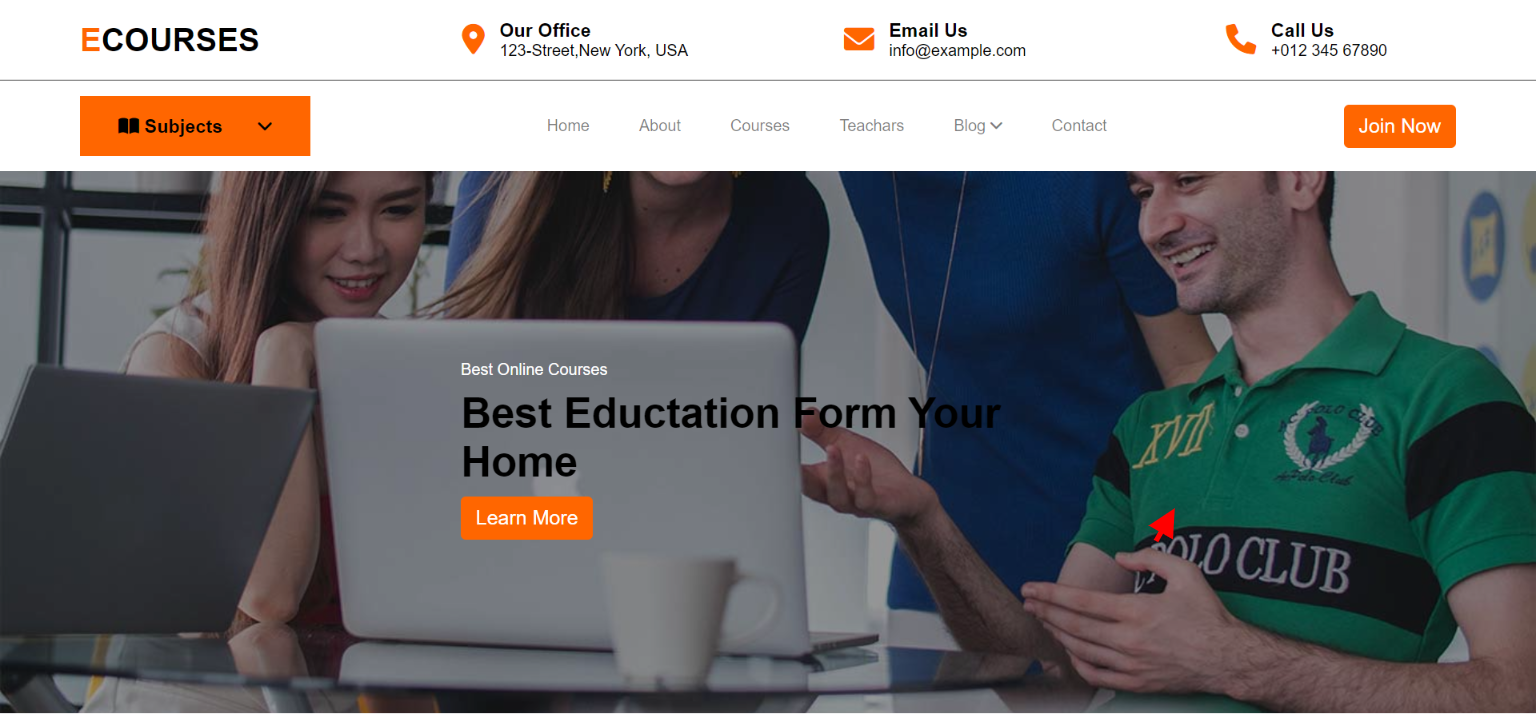 ECOURSES
Our Office
123-Street,New York, USA
Email Us
info@example.com
Call Us
+012 345 67890
Subjects
Home
About
Courses
Teachars
Blog
Contact
Join Now
Best Online Courses
Best Eductation Form Your
Home
Learn More
XVII
POLO CLUB
POLO CLUB